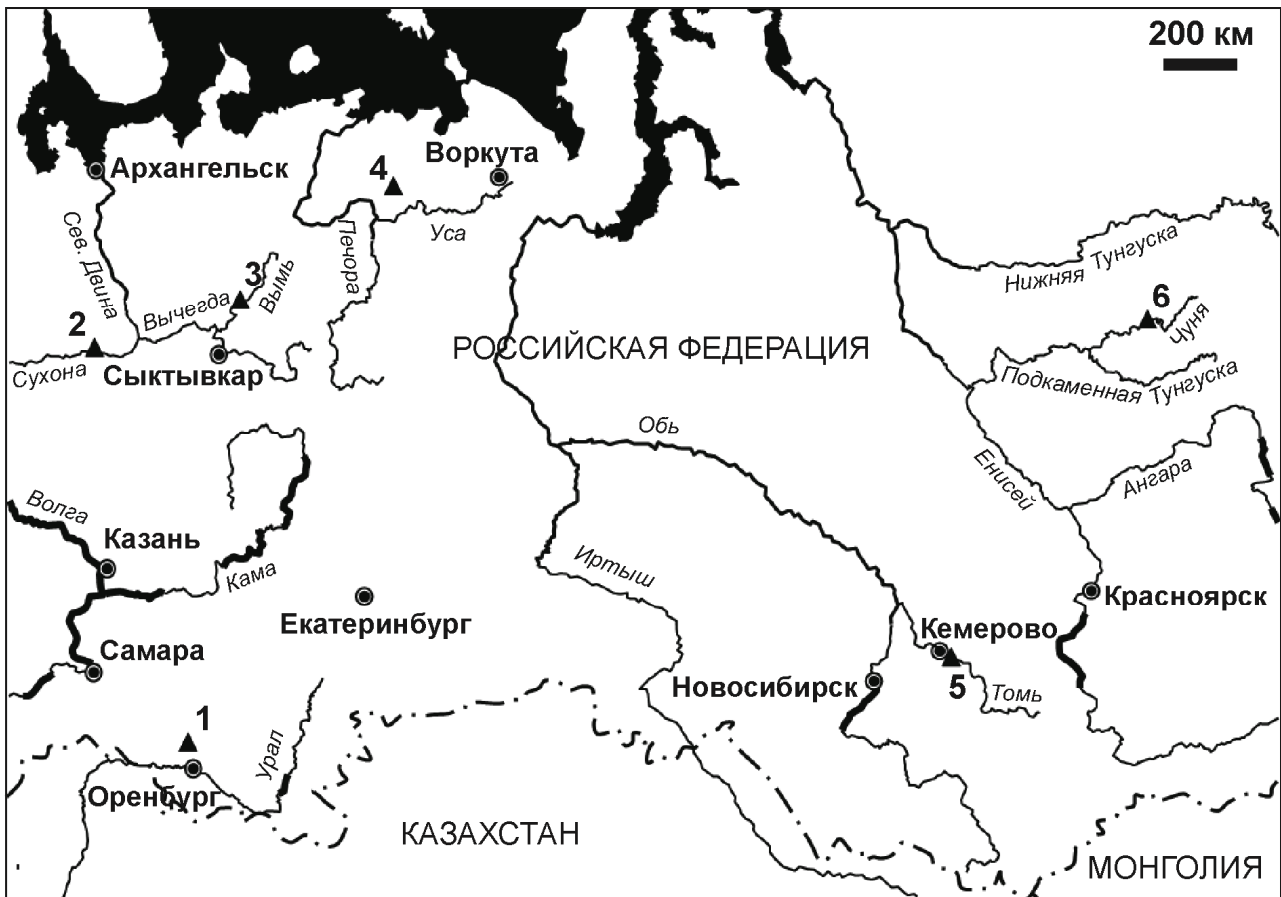 200 км
Воркута
4
Архангельск
Сев. Двина
Печора
Уса
Нижняя Тунгуска
3
Вымь
Вычегда
6
Чуня
2
Сухона
Сыктывкар
РОССИЙСКАЯ ФЕДЕРАЦИЯ
Подкаменная Тунгуска
Обь
Енисей
Ангара
Волга
Казань
Кама
Иртыш
Екатеринбург
Красноярск
Кемерово
Самара
Новосибирск
5
Томь
1
Урал
Оренбург
КАЗАХСТАН
МОНГОЛИЯ